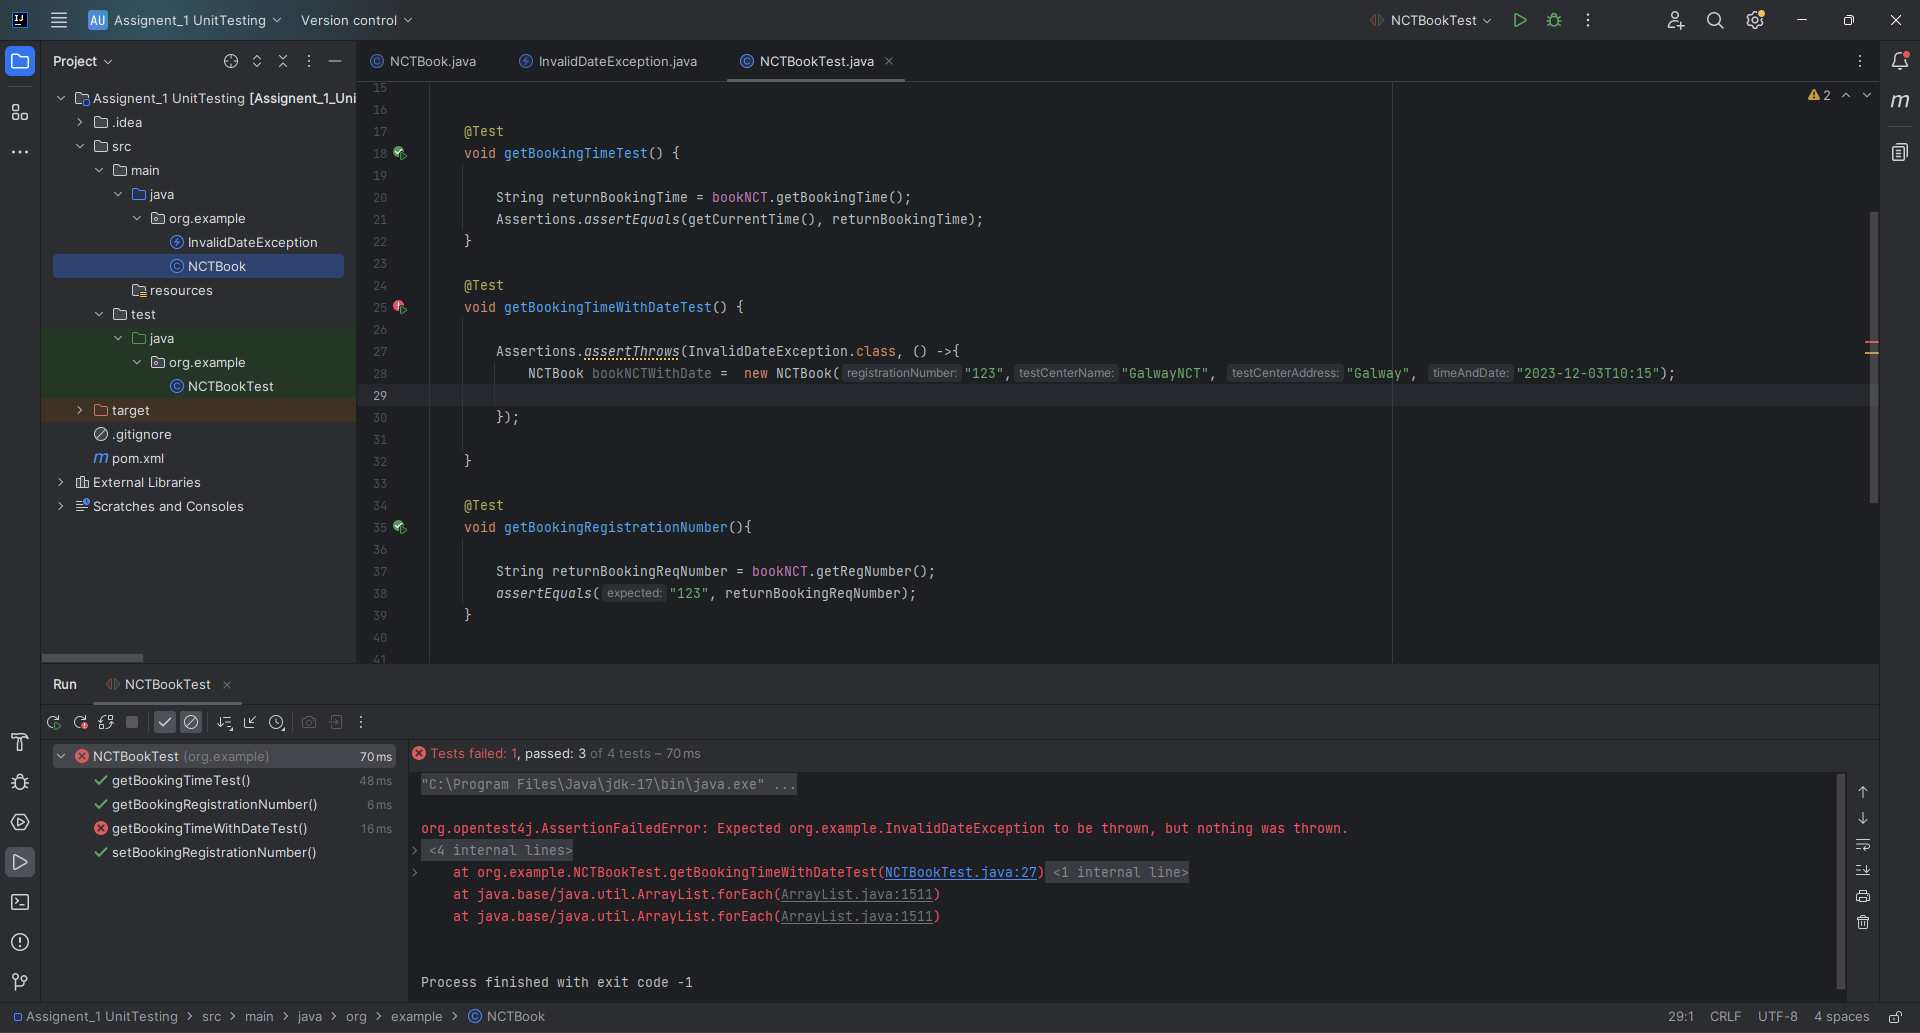 AU Assignent_1 UnitTesting Version control NCTBookTest
Project
NCTBook.java InvalidDateException.java NCTBookTest.java
Assignent_1 UnitTesting [Assignent_1_Uni
.idea
src
main
java
org.example
InvalidDateException
NCTBook
resources
test
java
org.example
NCTBookTest
target
.gitignore
pom.xml
External Libraries
Scratches and Consoles
2
15
16
17 @Test
18 void getBookingTimeTest() {
19
20 String returnBookingTime = bookNCT.getBookingTime();
21 Assertions.assertEquals(getCurrentTime(), returnBookingTime);
22 }
23
24 @Test
25 void getBookingTimeWithDateTest() {
26
27 Assertions.assertThrows(InvalidDateException.class, () ->{
28 NCTBook bookNCTWithDate = new NCTBook( registrationNumber: "123", testCenterName: "GalwayNCT", testCenterAddress: "Galway", timeAndDate: "2023-12-03T10:15");
29
30 });
31
32 }
33
34 @Test
35 void getBookingRegistrationNumber(){
36
37 String returnBookingReqNumber = bookNCT.getRegNumber();
38 assertEquals( expected: "123", returnBookingReqNumber);
39 }
40
41
Run NCTBookTest
NCTBookTest (org.example) 70 ms
getBookingTimeTest() 48 ms
getBookingRegistrationNumber() 6 ms
getBookingTimeWithDateTest() 16 ms
setBookingRegistrationNumber()
Tests failed: 1, passed: 3 of 4 tests – 70 ms
"C:\Program Files\Java\jdk-17\bin\java.exe" ...
org.opentest4j.AssertionFailedError: Expected org.example.InvalidDateException to be thrown, but nothing was thrown.
<4 internal lines>
at org.example.NCTBookTest.getBookingTimeWithDateTest(NCTBookTest.java:27) <1 internal line>
at java.base/java.util.ArrayList.forEach(ArrayList.java:1511)
at java.base/java.util.ArrayList.forEach(ArrayList.java:1511)
Process finished with exit code -1
Assignent_1 UnitTesting > src > main > java > org > example > NCTBook 29:1 CRLF UTF-8 4 spaces